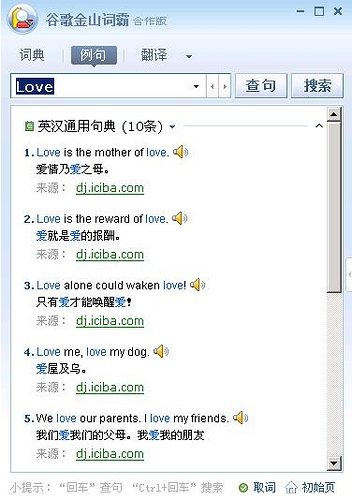 谷歌金山词霸 合作版
词典 例句 翻译
Love 查句 搜索
英汉通用句典 (10条)
1. Love is the mother of love.
爱情乃爱之母。
来源： dj.iciba.com
2. Love is the reward of love.
爱就是爱的报酬。
来源： dj.iciba.com
3. Love alone could waken love!
只有爱才能唤醒爱!
来源： dj.iciba.com
4. Love me, love my dog.
爱屋及乌。
来源： dj.iciba.com
5. We love our parents. I love my friends.
我们爱我们的父母。我爱我的朋友
来源： dj.iciba.com
小提示：“回车”查句 “Ctrl+回车”搜索 取词 初始页